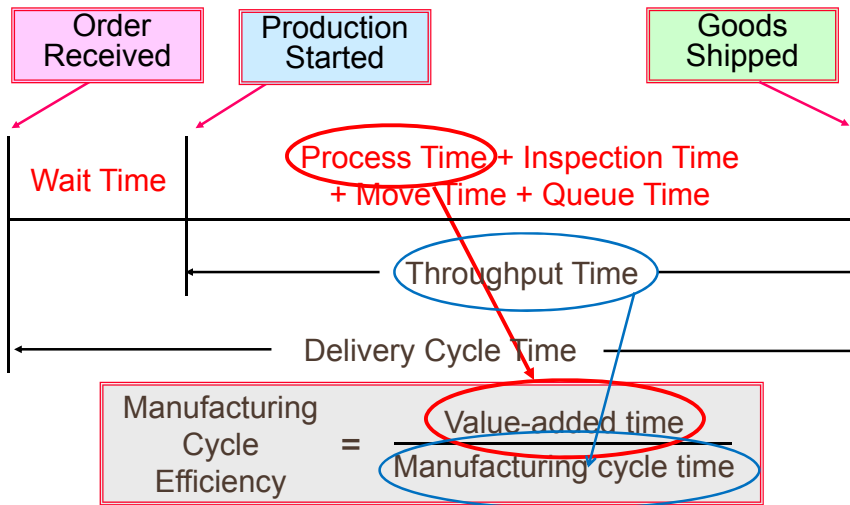 Order
Received
Production
Started
Goods
Shipped
Wait Time
Process Time + Inspection Time
+ Move Time + Queue Time
Throughput Time
Delivery Cycle Time
Manufacturing
Cycle
Efficiency
=
Value-added time
Manufacturing cycle time